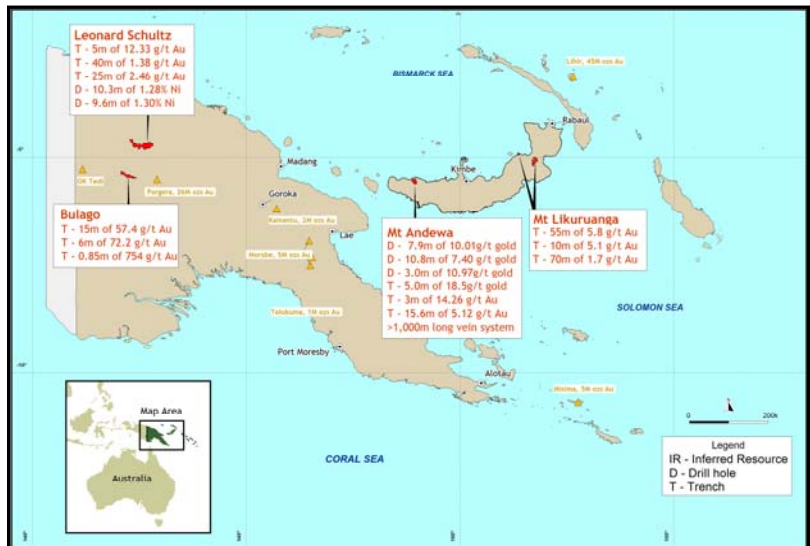 Leonard Schultz
T - 5m of 12.33 g/t Au
T - 40m of 1.38 g/t Au
T - 25m of 2.46 g/t Au
D - 10.3m of 1.28% Ni
D - 9.6m of 1.30% Ni
BISMARCK SEA
Lihir, 45M ozs Au
Rabaul
Madang
Kimbe
OK Tedi
Porgera, 26M ozs Au
Goroka
Kainantu, 2M ozs Au
Lae
Bulago
T - 15m of 57.4 g/t Au
T - 6m of 72.2 g/t Au
T - 0.85m of 754 g/t Au
Morobe, 5M ozs Au
Mt Andewa
D - 7.9m of 10.01g/t gold
D - 10.8m of 7.40 g/t gold
D - 3.0m of 10.97g/t gold
T - 5.0m of 18.5g/t gold
T - 3m of 14.26 g/t Au
T - 15.6m of 5.12 g/t Au
>1,000m long vein system
Mt Likuruanga
T - 55m of 5.8 g/t Au
T - 10m of 5.1 g/t Au
T - 70m of 1.7 g/t Au
SOLOMON SEA
Tolukuma, 1M ozs Au
Port Moresby
Alotau
Misima, 5M ozs Au
Map Area
Australia
CORAL SEA
0
200k
Legend
IR - Inferred Resource
D - Drill hole
T - Trench